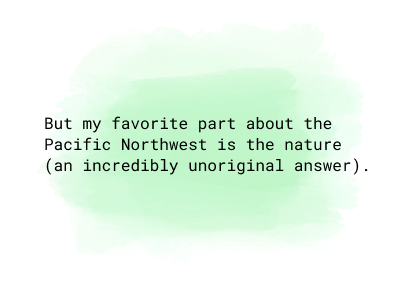 But my favorite part about the
Pacific Northwest is the nature
(an incredibly unoriginal answer).